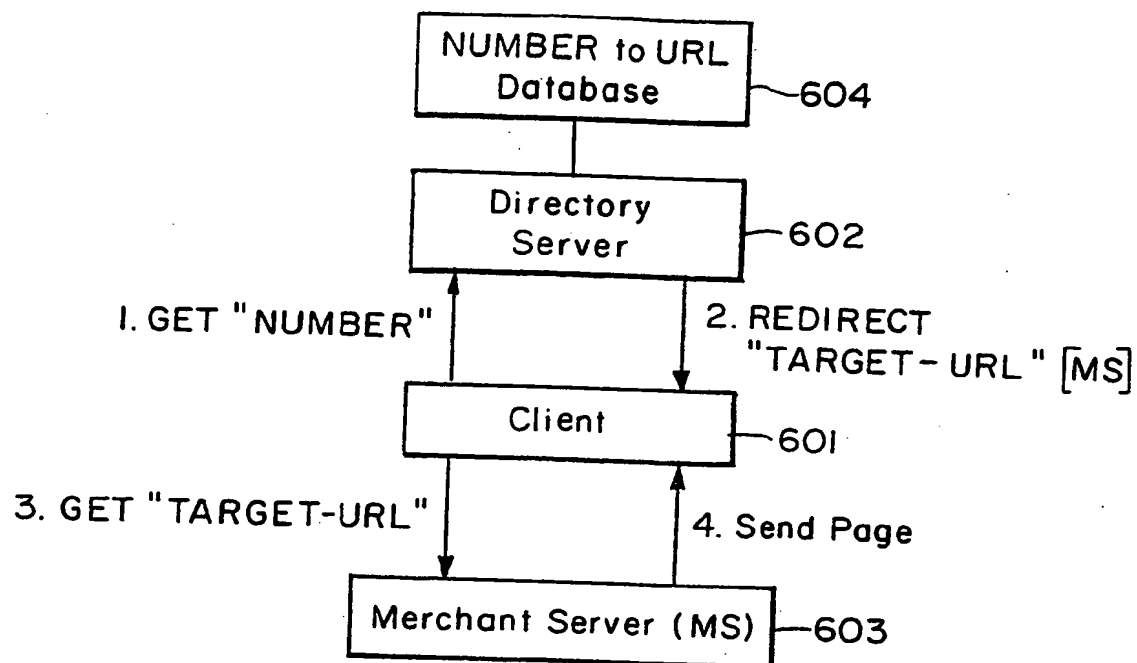 NUMBER to URL
Database
604
Directory
Server
602
1. GET "NUMBER"
2. REDIRECT
"TARGET-URL" [MS]
Client
601
3. GET "TARGET-URL"
4. Send Page
Merchant Server (MS)
603